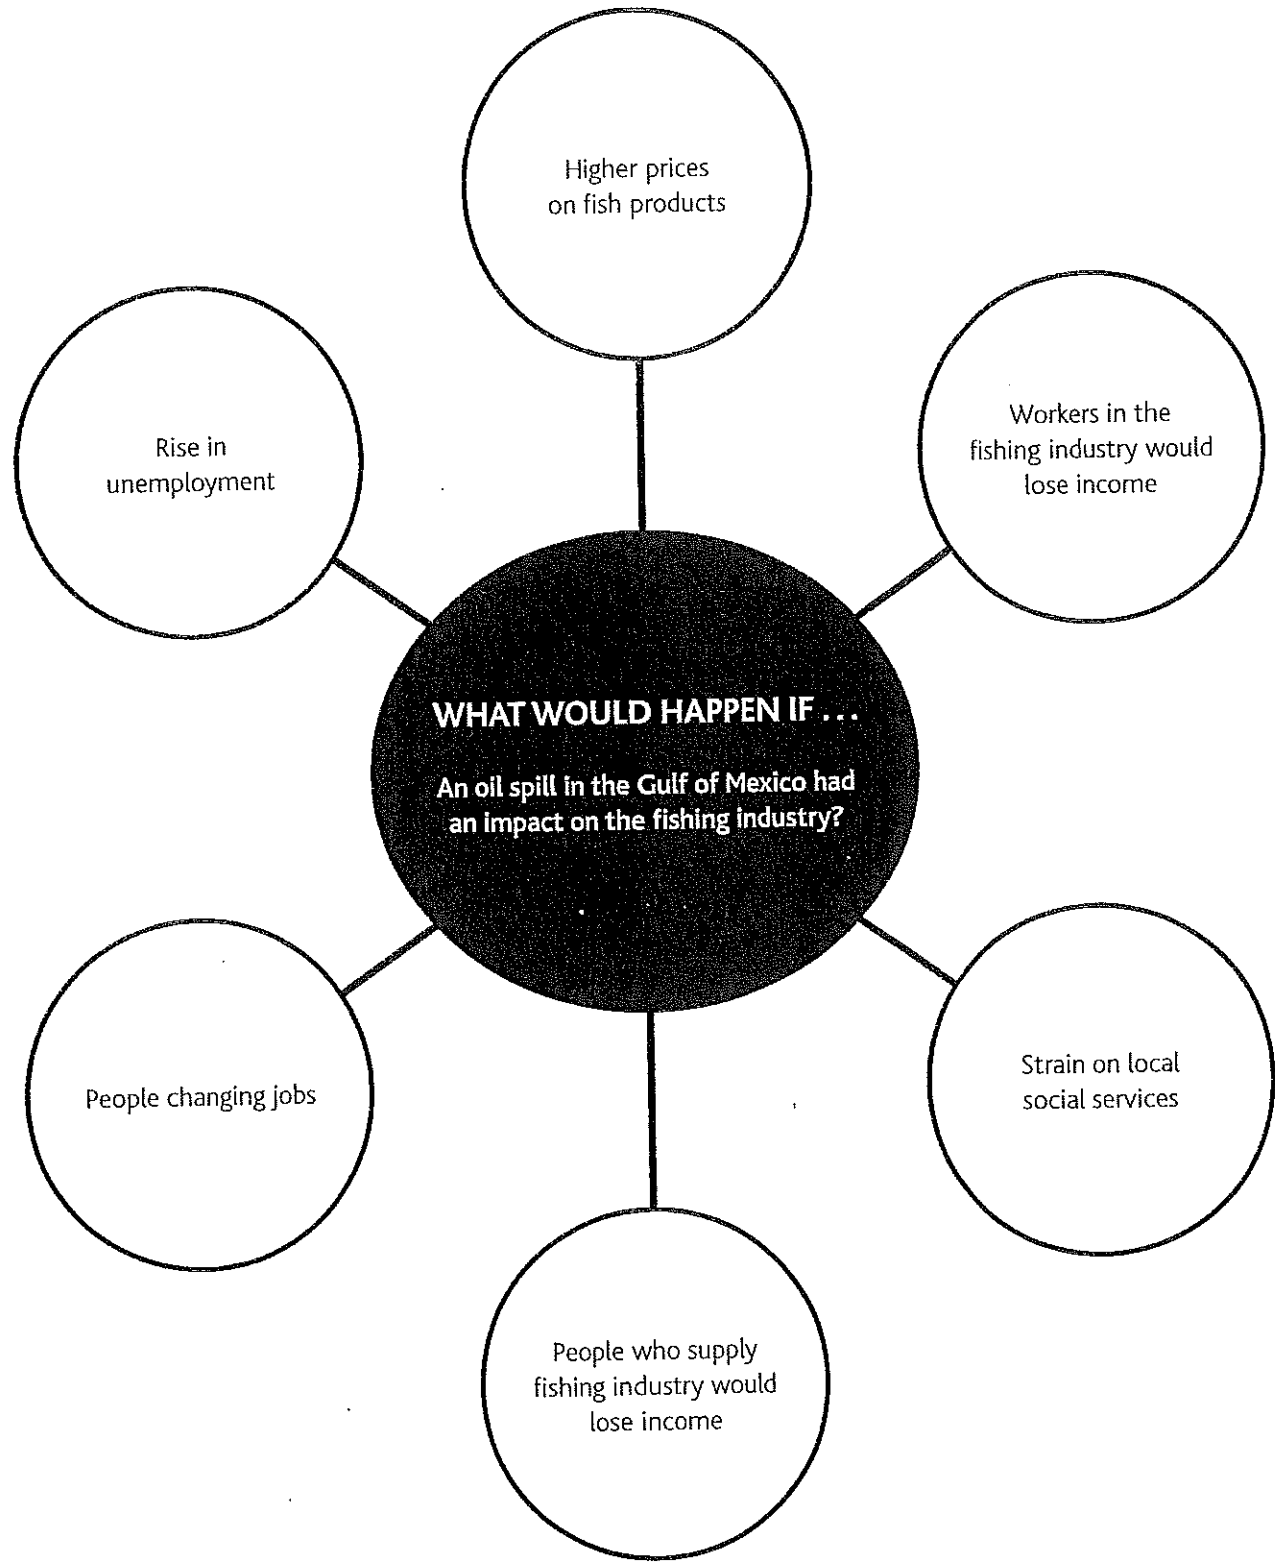 Higher prices
on fish products
Workers in the
fishing industry would
lose income
Rise in
unemployment
WHAT WOULD HAPPEN IF . . .
An oil spill in the Gulf of Mexico had
an impact on the fishing industry?
Strain on local
social services
People changing jobs
People who supply
fishing industry would
lose income